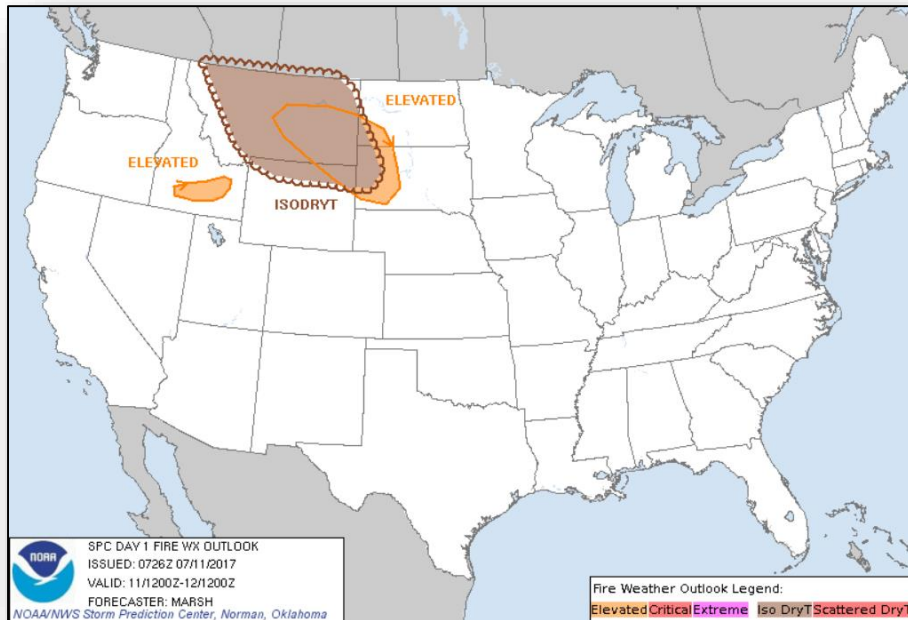 ELEVATED
ELEVATED
ISODRYT
NOAA
SPC DAY 1 FIRE WX OUTLOOK
ISSUED: 0726Z 07/11/2017
VALID: 11/1200Z-12/1200Z
FORECASTER: MARSH
NOAA/NWS Storm Prediction Center, Norman, Oklahoma
Fire Weather Outlook Legend:
Elevated Critical Extreme Iso DryT Scattered DryT